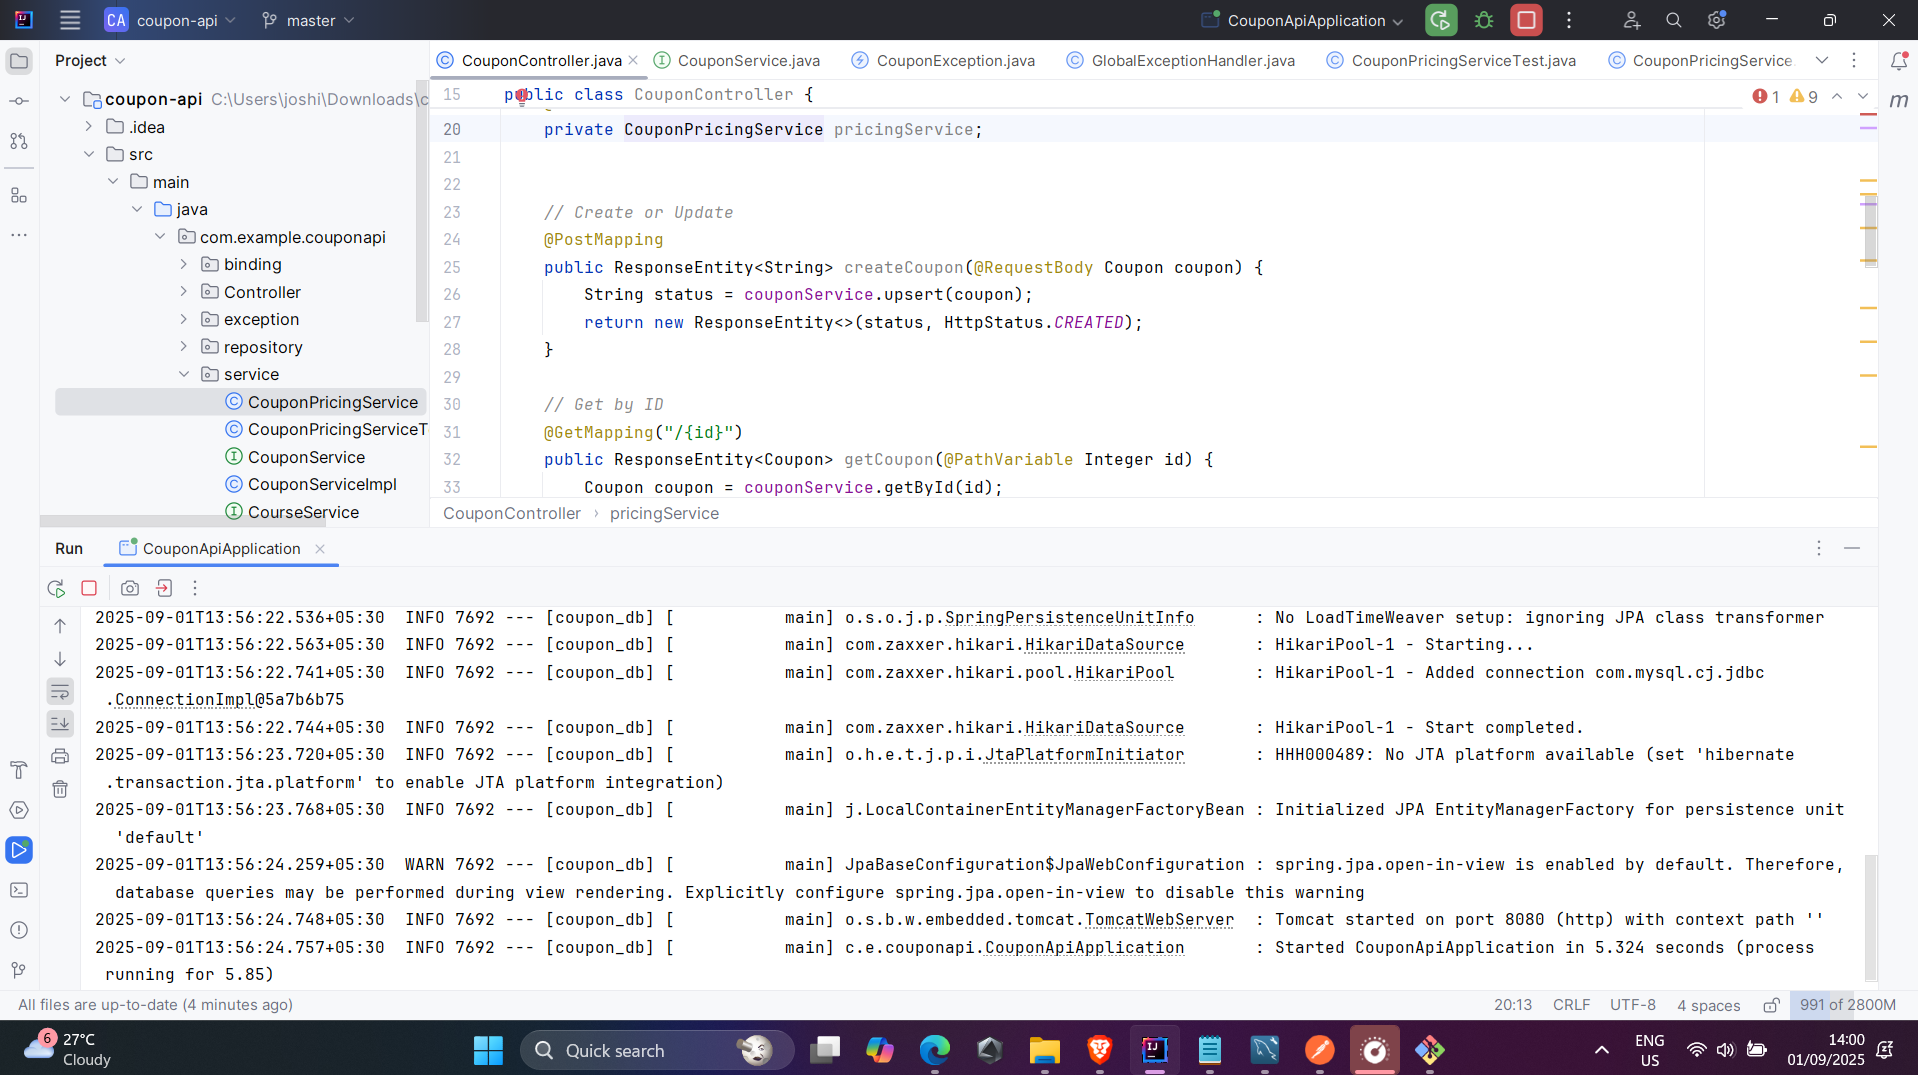 CA coupon-api master CouponApiApplication
Project
coupon-api C:\Users\joshi\Downloads\c
.idea
src
main
java
com.example.couponapi
binding
Controller
exception
repository
service
CouponPricingService
CouponPricingServiceT
CouponService
CouponServiceImpl
CourseService
CouponController.java CouponService.java CouponException.java GlobalExceptionHandler.java CouponPricingServiceTest.java CouponPricingService
15 public class CouponController {
1 9
20 private CouponPricingService pricingService;
21
22
23 // Create or Update
24 @PostMapping
25 public ResponseEntity<String> createCoupon(@RequestBody Coupon coupon) {
26 String status = couponService.upsert(coupon);
27 return new ResponseEntity<>(status, HttpStatus.CREATED);
28 }
29
30 // Get by ID
31 @GetMapping("/{id}")
32 public ResponseEntity<Coupon> getCoupon(@PathVariable Integer id) {
33 Coupon coupon = couponService.getById(id);
CouponController › pricingService
Run CouponApiApplication
2025-09-01T13:56:22.536+05:30 INFO 7692 --- [coupon_db] [ main] o.s.o.j.p.SpringPersistenceUnitInfo : No LoadTimeWeaver setup: ignoring JPA class transformer
2025-09-01T13:56:22.563+05:30 INFO 7692 --- [coupon_db] [ main] com.zaxxer.hikari.HikariDataSource : HikariPool-1 - Starting...
2025-09-01T13:56:22.741+05:30 INFO 7692 --- [coupon_db] [ main] com.zaxxer.hikari.pool.HikariPool : HikariPool-1 - Added connection com.mysql.cj.jdbc
.ConnectionImpl@5a7b6b75
2025-09-01T13:56:22.744+05:30 INFO 7692 --- [coupon_db] [ main] com.zaxxer.hikari.HikariDataSource : HikariPool-1 - Start completed.
2025-09-01T13:56:23.720+05:30 INFO 7692 --- [coupon_db] [ main] o.h.e.t.j.p.i.JtaPlatformInitiator : HHH000489: No JTA platform available (set 'hibernate
.transaction.jta.platform' to enable JTA platform integration)
2025-09-01T13:56:23.768+05:30 INFO 7692 --- [coupon_db] [ main] j.LocalContainerEntityManagerFactoryBean : Initialized JPA EntityManagerFactory for persistence unit
'default'
2025-09-01T13:56:24.259+05:30 WARN 7692 --- [coupon_db] [ main] JpaBaseConfiguration$JpaWebConfiguration : spring.jpa.open-in-view is enabled by default. Therefore,
database queries may be performed during view rendering. Explicitly configure spring.jpa.open-in-view to disable this warning
2025-09-01T13:56:24.748+05:30 INFO 7692 --- [coupon_db] [ main] o.s.b.w.embedded.tomcat.TomcatWebServer : Tomcat started on port 8080 (http) with context path ''
2025-09-01T13:56:24.757+05:30 INFO 7692 --- [coupon_db] [ main] c.e.couponapi.CouponApiApplication : Started CouponApiApplication in 5.324 seconds (process
running for 5.85)
All files are up-to-date (4 minutes ago) 20:13 CRLF UTF-8 4 spaces 991 of 2800M
6 27°C
Cloudy
Quick search
ENG
US
14:00
01/09/2025